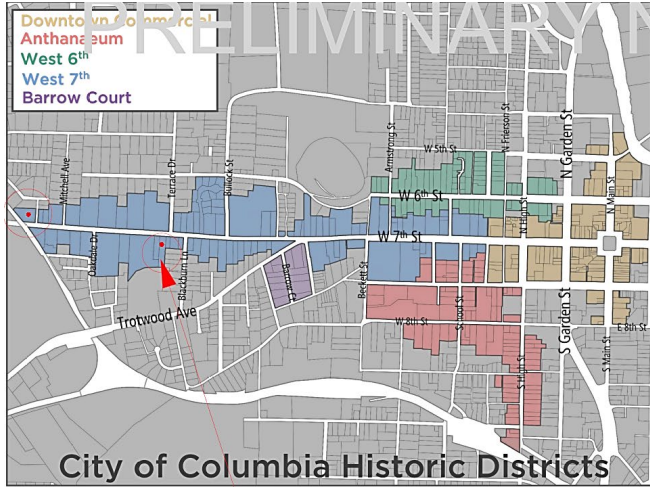 PRELIMINARY
Downtown Commercial
Anthanaeum
West 6th
West 7th
Barrow Court
Mitchell Ave
Terrace Dr
Bullock St
Armstrong St
W 5th St
N Frierson St
N Garden St
N Main St
W 6th St
N High St
W 7th St
Oakdale Dr
Blackburn Ln
Barrow Ct
Beckett St
Trotwood Ave
W 8th St
School St
S High St
S Garden St
S Main St
E 8th St
City of Columbia Historic Districts